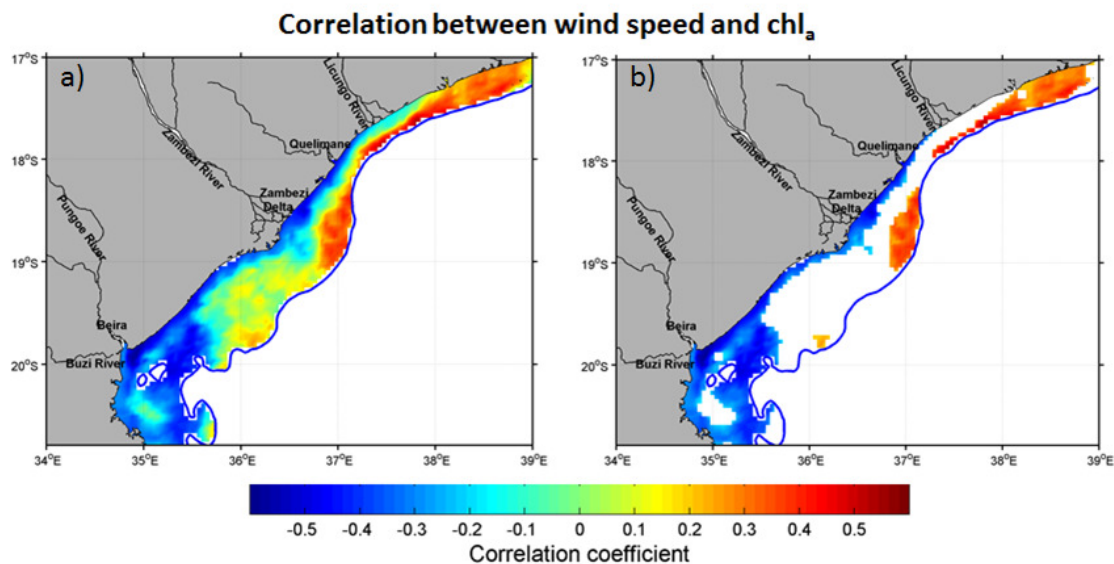 Correlation between wind speed and chlₐ
a)
17°S
18°S
19°S
20°S
34°E
35°E
36°E
37°E
38°E
39°E
Licungo River
Quelimane
Zambezi River
Zambezi
Delta
Pungoe River
Beira
Buzi River
b)
17°S
18°S
19°S
20°S
34°E
35°E
36°E
37°E
38°E
39°E
Licungo River
Quelimane
Zambezi River
Zambezi
Delta
Pungoe River
Beira
Buzi River
-0.5 -0.4 -0.3 -0.2 -0.1 0 0.1 0.2 0.3 0.4 0.5
Correlation coefficient